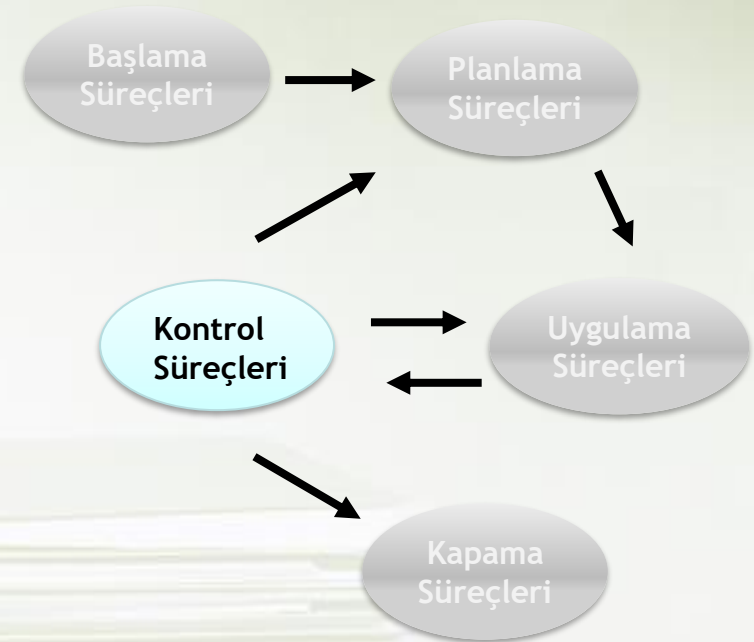 Başlama
Süreçleri
Planlama
Süreçleri
Kontrol
Süreçleri
Uygulama
Süreçleri
Kapama
Süreçleri